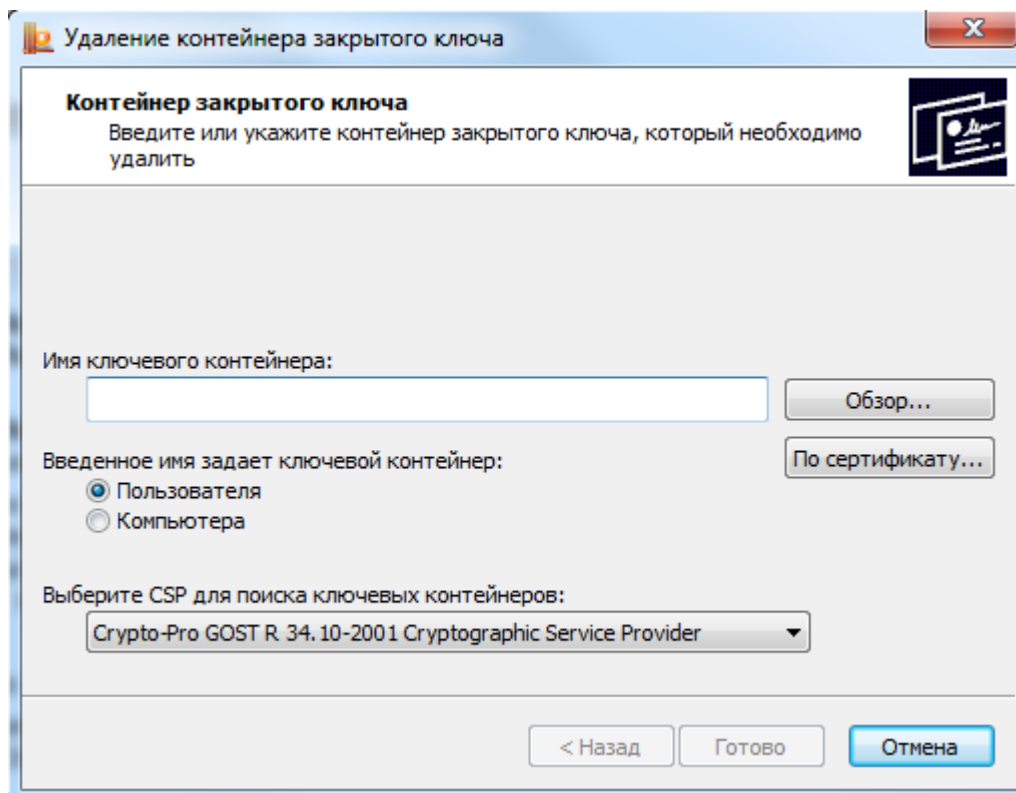 Удаление контейнера закрытого ключа
Контейнер закрытого ключа
Введите или укажите контейнер закрытого ключа, который необходимо
удалить
Имя ключевого контейнера:
Обзор...
Введенное имя задает ключевой контейнер:
По сертификату...
Пользователя
Компьютера
Выберите CSP для поиска ключевых контейнеров:
Crypto-Pro GOST R 34.10-2001 Cryptographic Service Provider
< Назад
Готово
Отмена